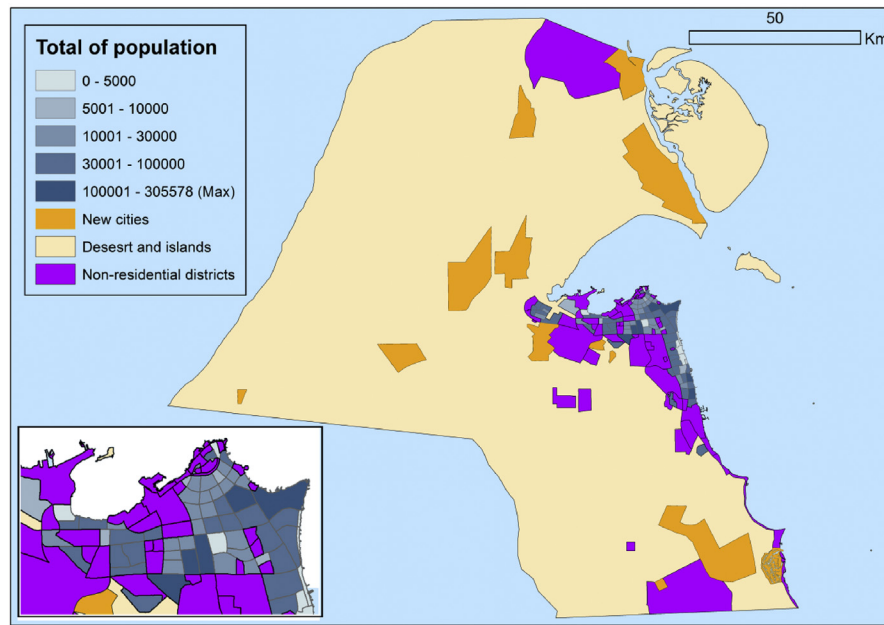 50
Km
Total of population
0 - 5000
5001 - 10000
10001 - 30000
30001 - 100000
100001 - 305578 (Max)
New cities
Desesrt and islands
Non-residential districts